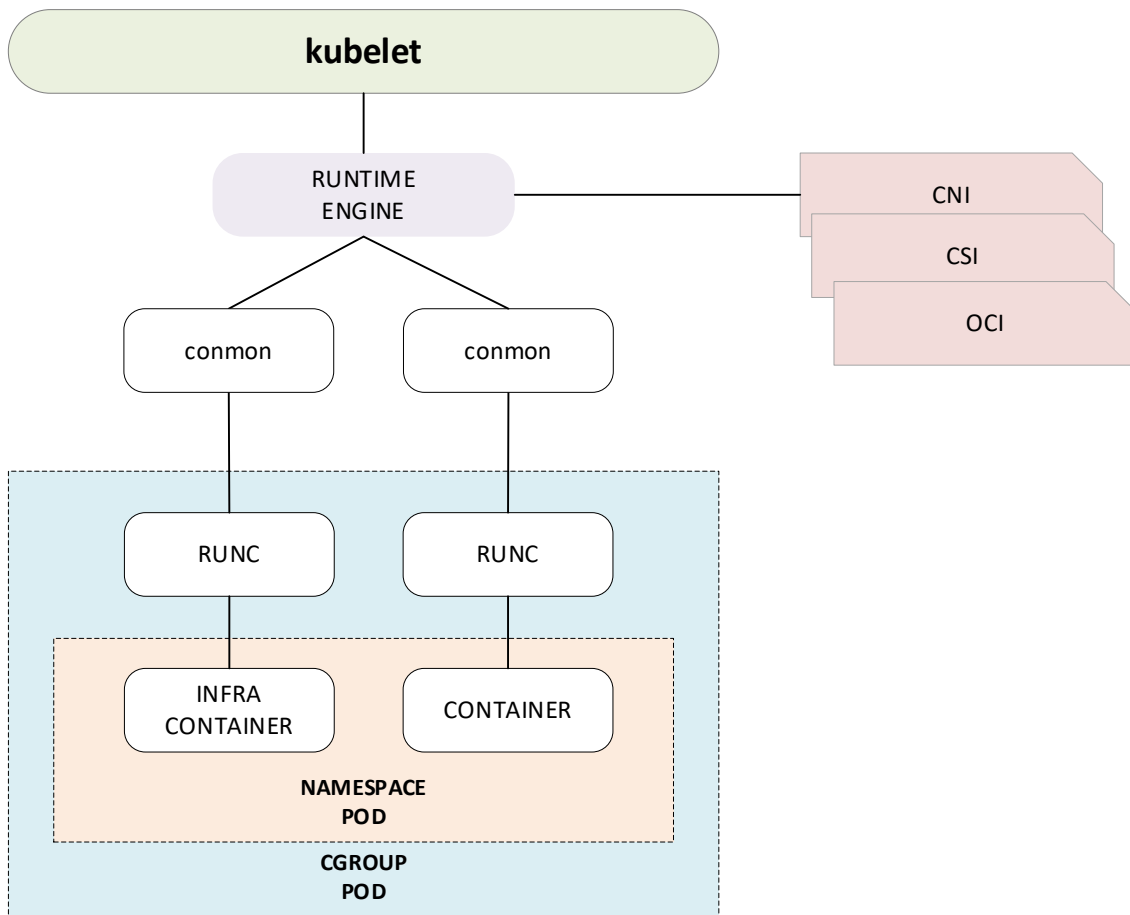 kubelet
RUNTIME
ENGINE
CNI
CSI
OCI
conmon
conmon
RUNC
RUNC
INFRA
CONTAINER
CONTAINER
NAMESPACE
POD
CGROUP
POD